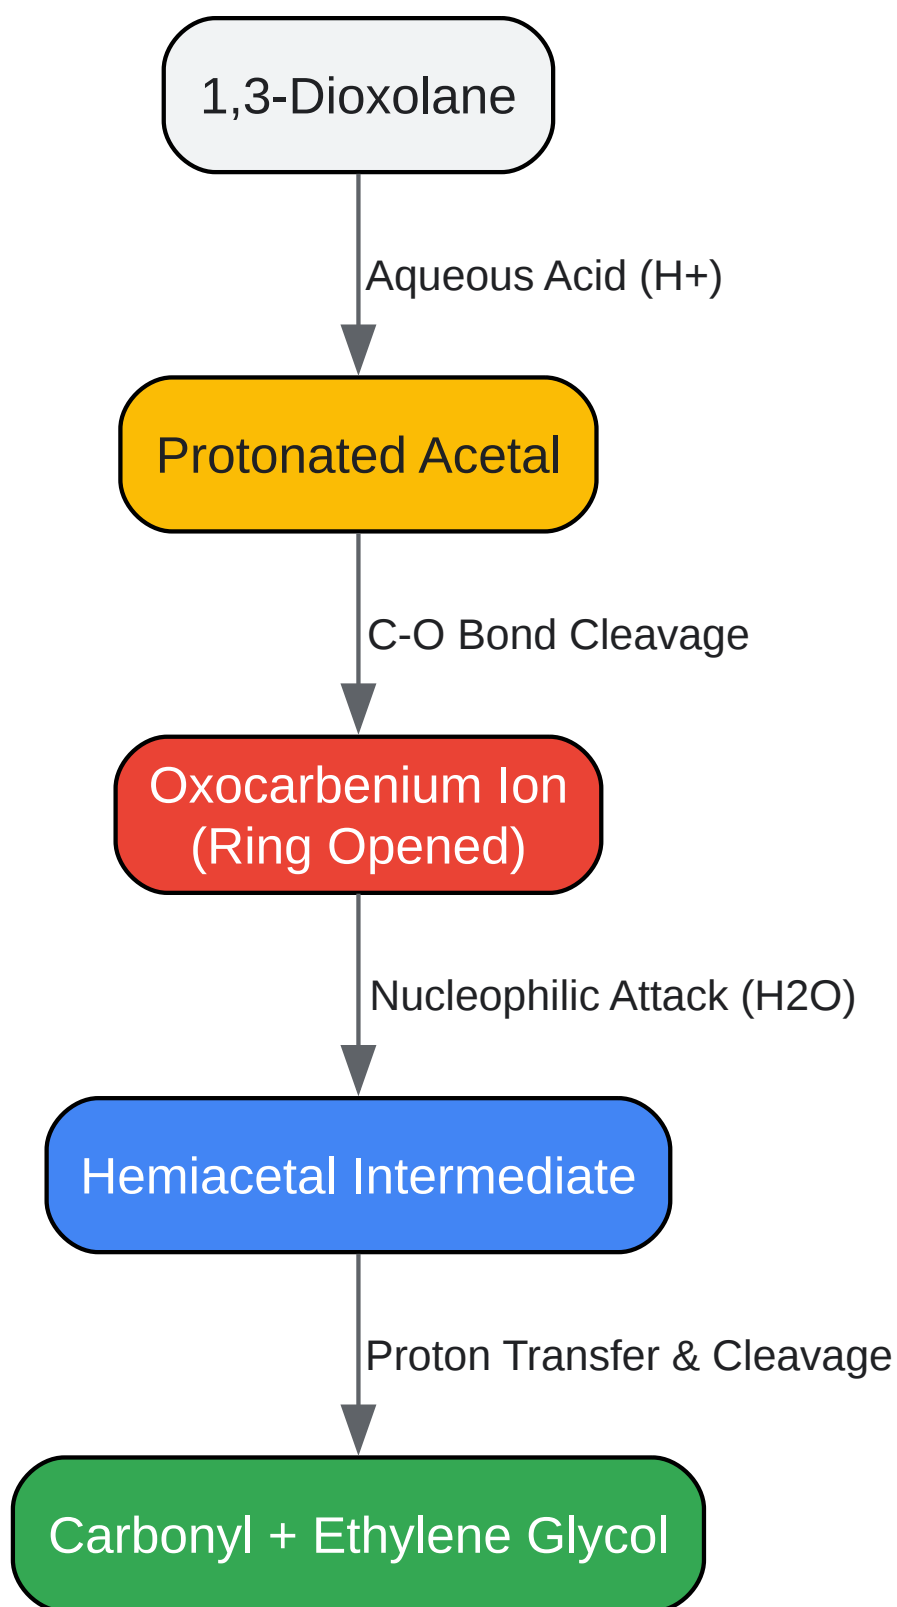 1,3-Dioxolane
Aqueous Acid (H+)
Protonated Acetal
C-O Bond Cleavage
Oxocarbenium Ion
(Ring Opened)
Nucleophilic Attack (H2O)
Hemiacetal Intermediate
Proton Transfer & Cleavage
Carbonyl + Ethylene Glycol